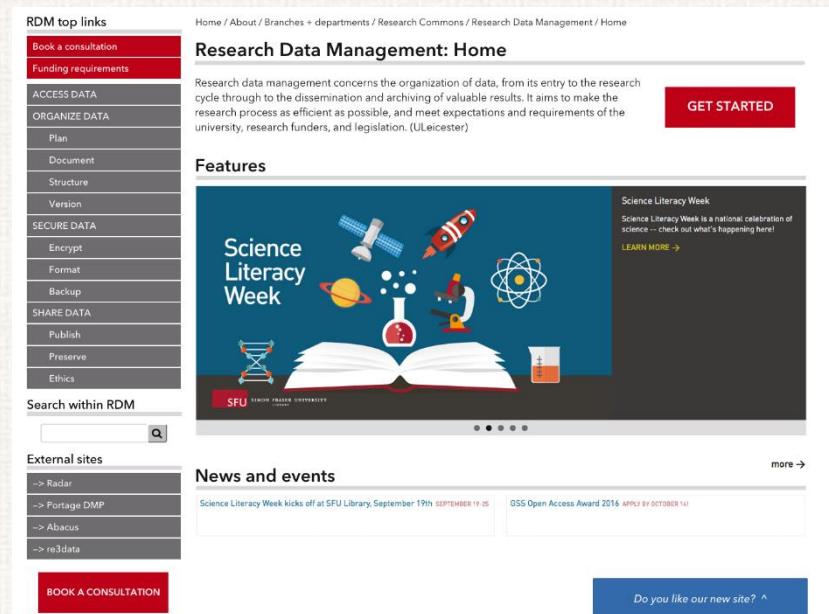 RDM top links
Book a consultation
Funding requirements
ACCESS DATA
ORGANIZE DATA
Plan
Document
Structure
Version
SECURE DATA
Encrypt
Format
Backup
SHARE DATA
Publish
Preserve
Ethics
Search within RDM
External sites
--> Radar
--> Portage DMP
--> Abacus
--> re3data
BOOK A CONSULTATION
Home / About / Branches + departments / Research Commons / Research Data Management / Home
Research Data Management: Home
Research data management concerns the organization of data, from its entry to the research
cycle through to the dissemination and archiving of valuable results. It aims to make the
research process as efficient as possible, and meet expectations and requirements of the
university, research funders, and legislation. (ULeicester)
GET STARTED
Features
Science
Literacy
Week
SFU SIMON FRASER UNIVERSITY
LIBRARY
Science Literacy Week
Science Literacy Week is a national celebration of
science -- check out what's happening here!
LEARN MORE →
more →
News and events
Science Literacy Week kicks off at SFU Library, September 19th SEPTEMBER 19-25
GSS Open Access Award 2016 APPLY BY OCTOBER 14!
Do you like our new site? ^